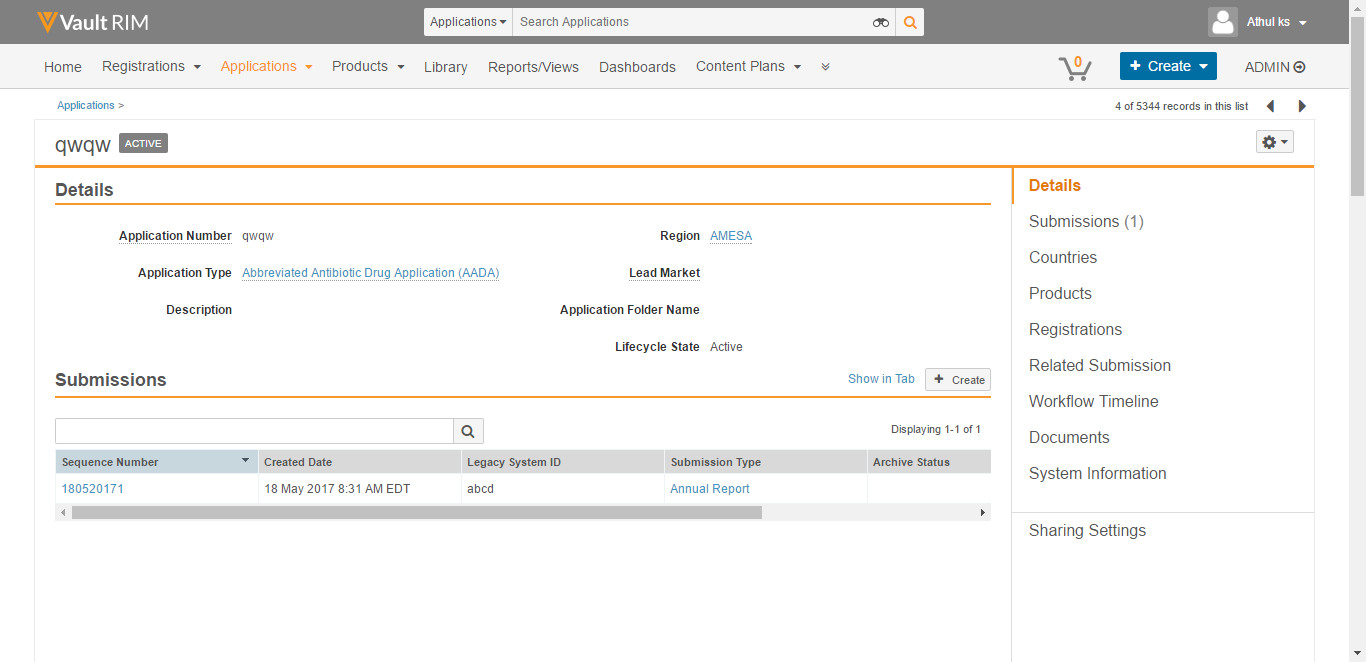 Vault RIM
Applications
Search Applications
Athul ks
Home
Registrations
Applications
Products
Library
Reports/Views
Dashboards
Content Plans
0
+ Create
ADMIN
Applications >
4 of 5344 records in this list
qwqw
ACTIVE
Details
Application Number qwqw
Region AMESA
Application Type Abbreviated Antibiotic Drug Application (AADA)
Lead Market
Description
Application Folder Name
Lifecycle State Active
Submissions
Show in Tab
+ Create
Displaying 1-1 of 1
Sequence Number Created Date Legacy System ID Submission Type Archive Status
180520171 18 May 2017 8:31 AM EDT abcd Annual Report
Details
Submissions (1)
Countries
Products
Registrations
Related Submission
Workflow Timeline
Documents
System Information
Sharing Settings